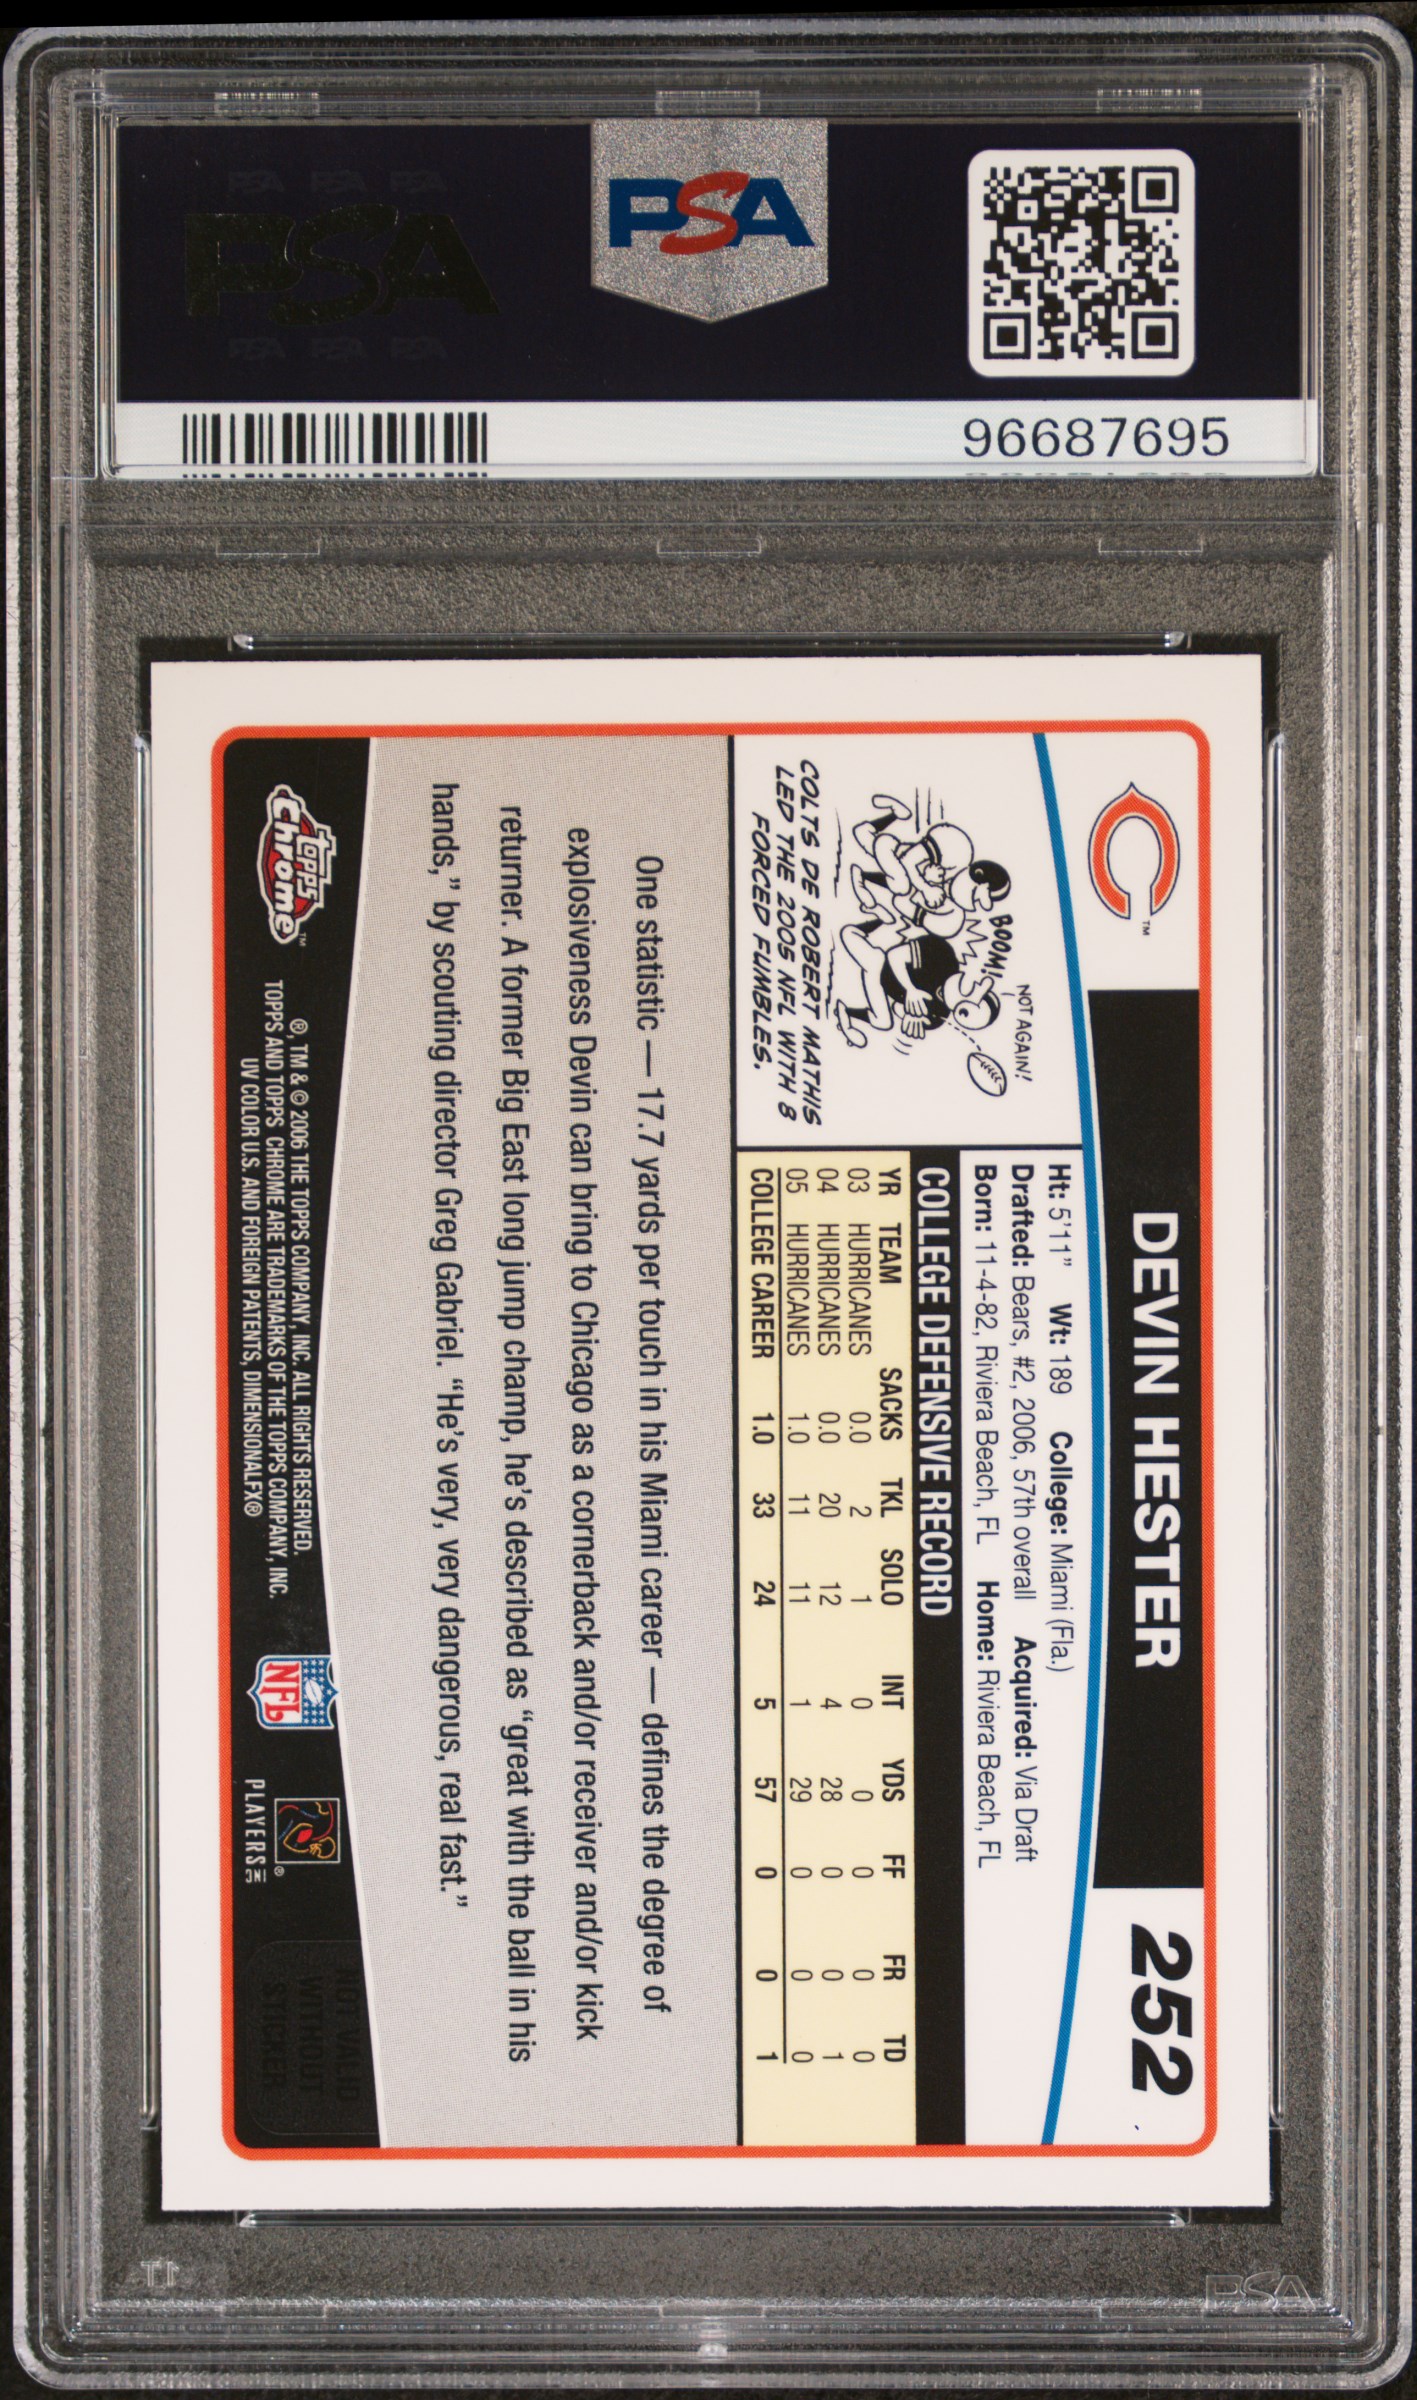 PSA PSA PSA
PSA
PSA PSA PSA
PSA
96687695
252
DEVIN HESTER
C™
Ht: 5'11" Wt: 189 College: Miami (Fla.)
Drafted: Bears, #2, 2006, 57th overall Acquired: Via Draft
Born: 11-4-82, Riviera Beach, FL Home: Riviera Beach, FL
NOT AGAIN!
BOOM!
COLTS DE ROBERT MATHIS
LED THE 2005 NFL WITH 8
FORCED FUMBLES.
COLLEGE DEFENSIVE RECORD
YR TEAM SACKS TKL SOLO INT YDS FF FR TD
03 HURRICANES 0.0 2 1 0 0 0 0 0
04 HURRICANES 0.0 20 12 4 28 0 0 1
05 HURRICANES 1.0 11 11 1 29 0 0 0
COLLEGE CAREER 1.0 33 24 5 57 0 0 1
One statistic — 17.7 yards per touch in his Miami career — defines the degree of
explosiveness Devin can bring to Chicago as a cornerback and/or receiver and/or kick
returner. A former Big East long jump champ, he's described as "great with the ball in his
hands," by scouting director Greg Gabriel. "He's very, very dangerous, real fast."
topps
Chrome™
®, TM & © 2006 THE TOPPS COMPANY, INC. ALL RIGHTS RESERVED.
TOPPS AND TOPPS CHROME ARE TRADEMARKS OF THE TOPPS COMPANY, INC.
UV COLOR U.S. AND FOREIGN PATENTS, DIMENSIONALFX®
NFL
®
PLAYERS INC
NOT VALID
WITHOUT
STICKER
PSA